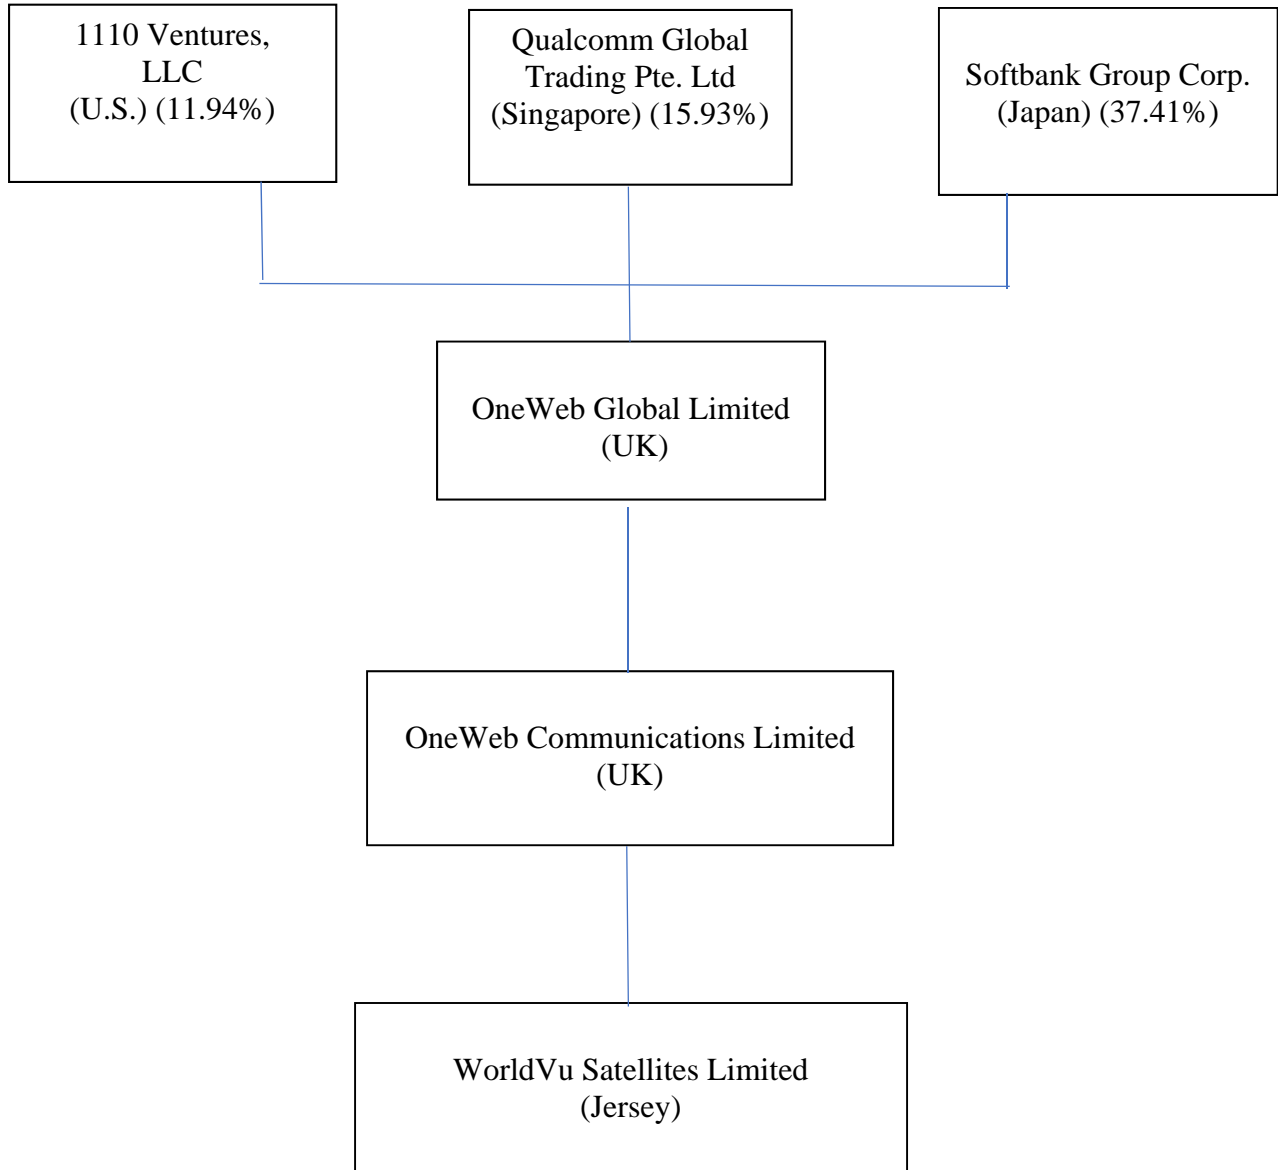 1110 Ventures,
LLC
(U.S.) (11.94%)
Qualcomm Global
Trading Pte. Ltd
(Singapore) (15.93%)
Softbank Group Corp.
(Japan) (37.41%)
OneWeb Global Limited
(UK)
OneWeb Communications Limited
(UK)
WorldVu Satellites Limited
(Jersey)